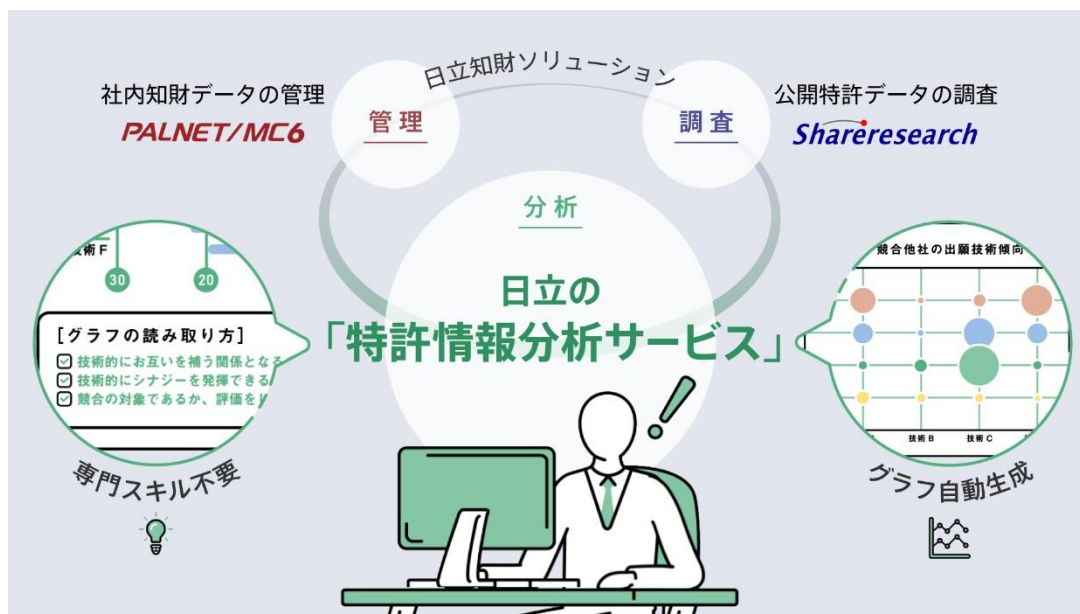 日立知財ソリューション
社内知財データの管理
PALNET/MC6
管理
調査
公開特許データの調査
Shareresearch
分析
日立の
「特許情報分析サービス」
技術F
30
20
[グラフの読み取り方]
技術的にお互いを補う関係となる
技術的にシナジーを発揮できる
競合の対象であるか、評価を
専門スキル不要
競合他社の出願技術傾向
技術B
技術C
グラフ自動生成